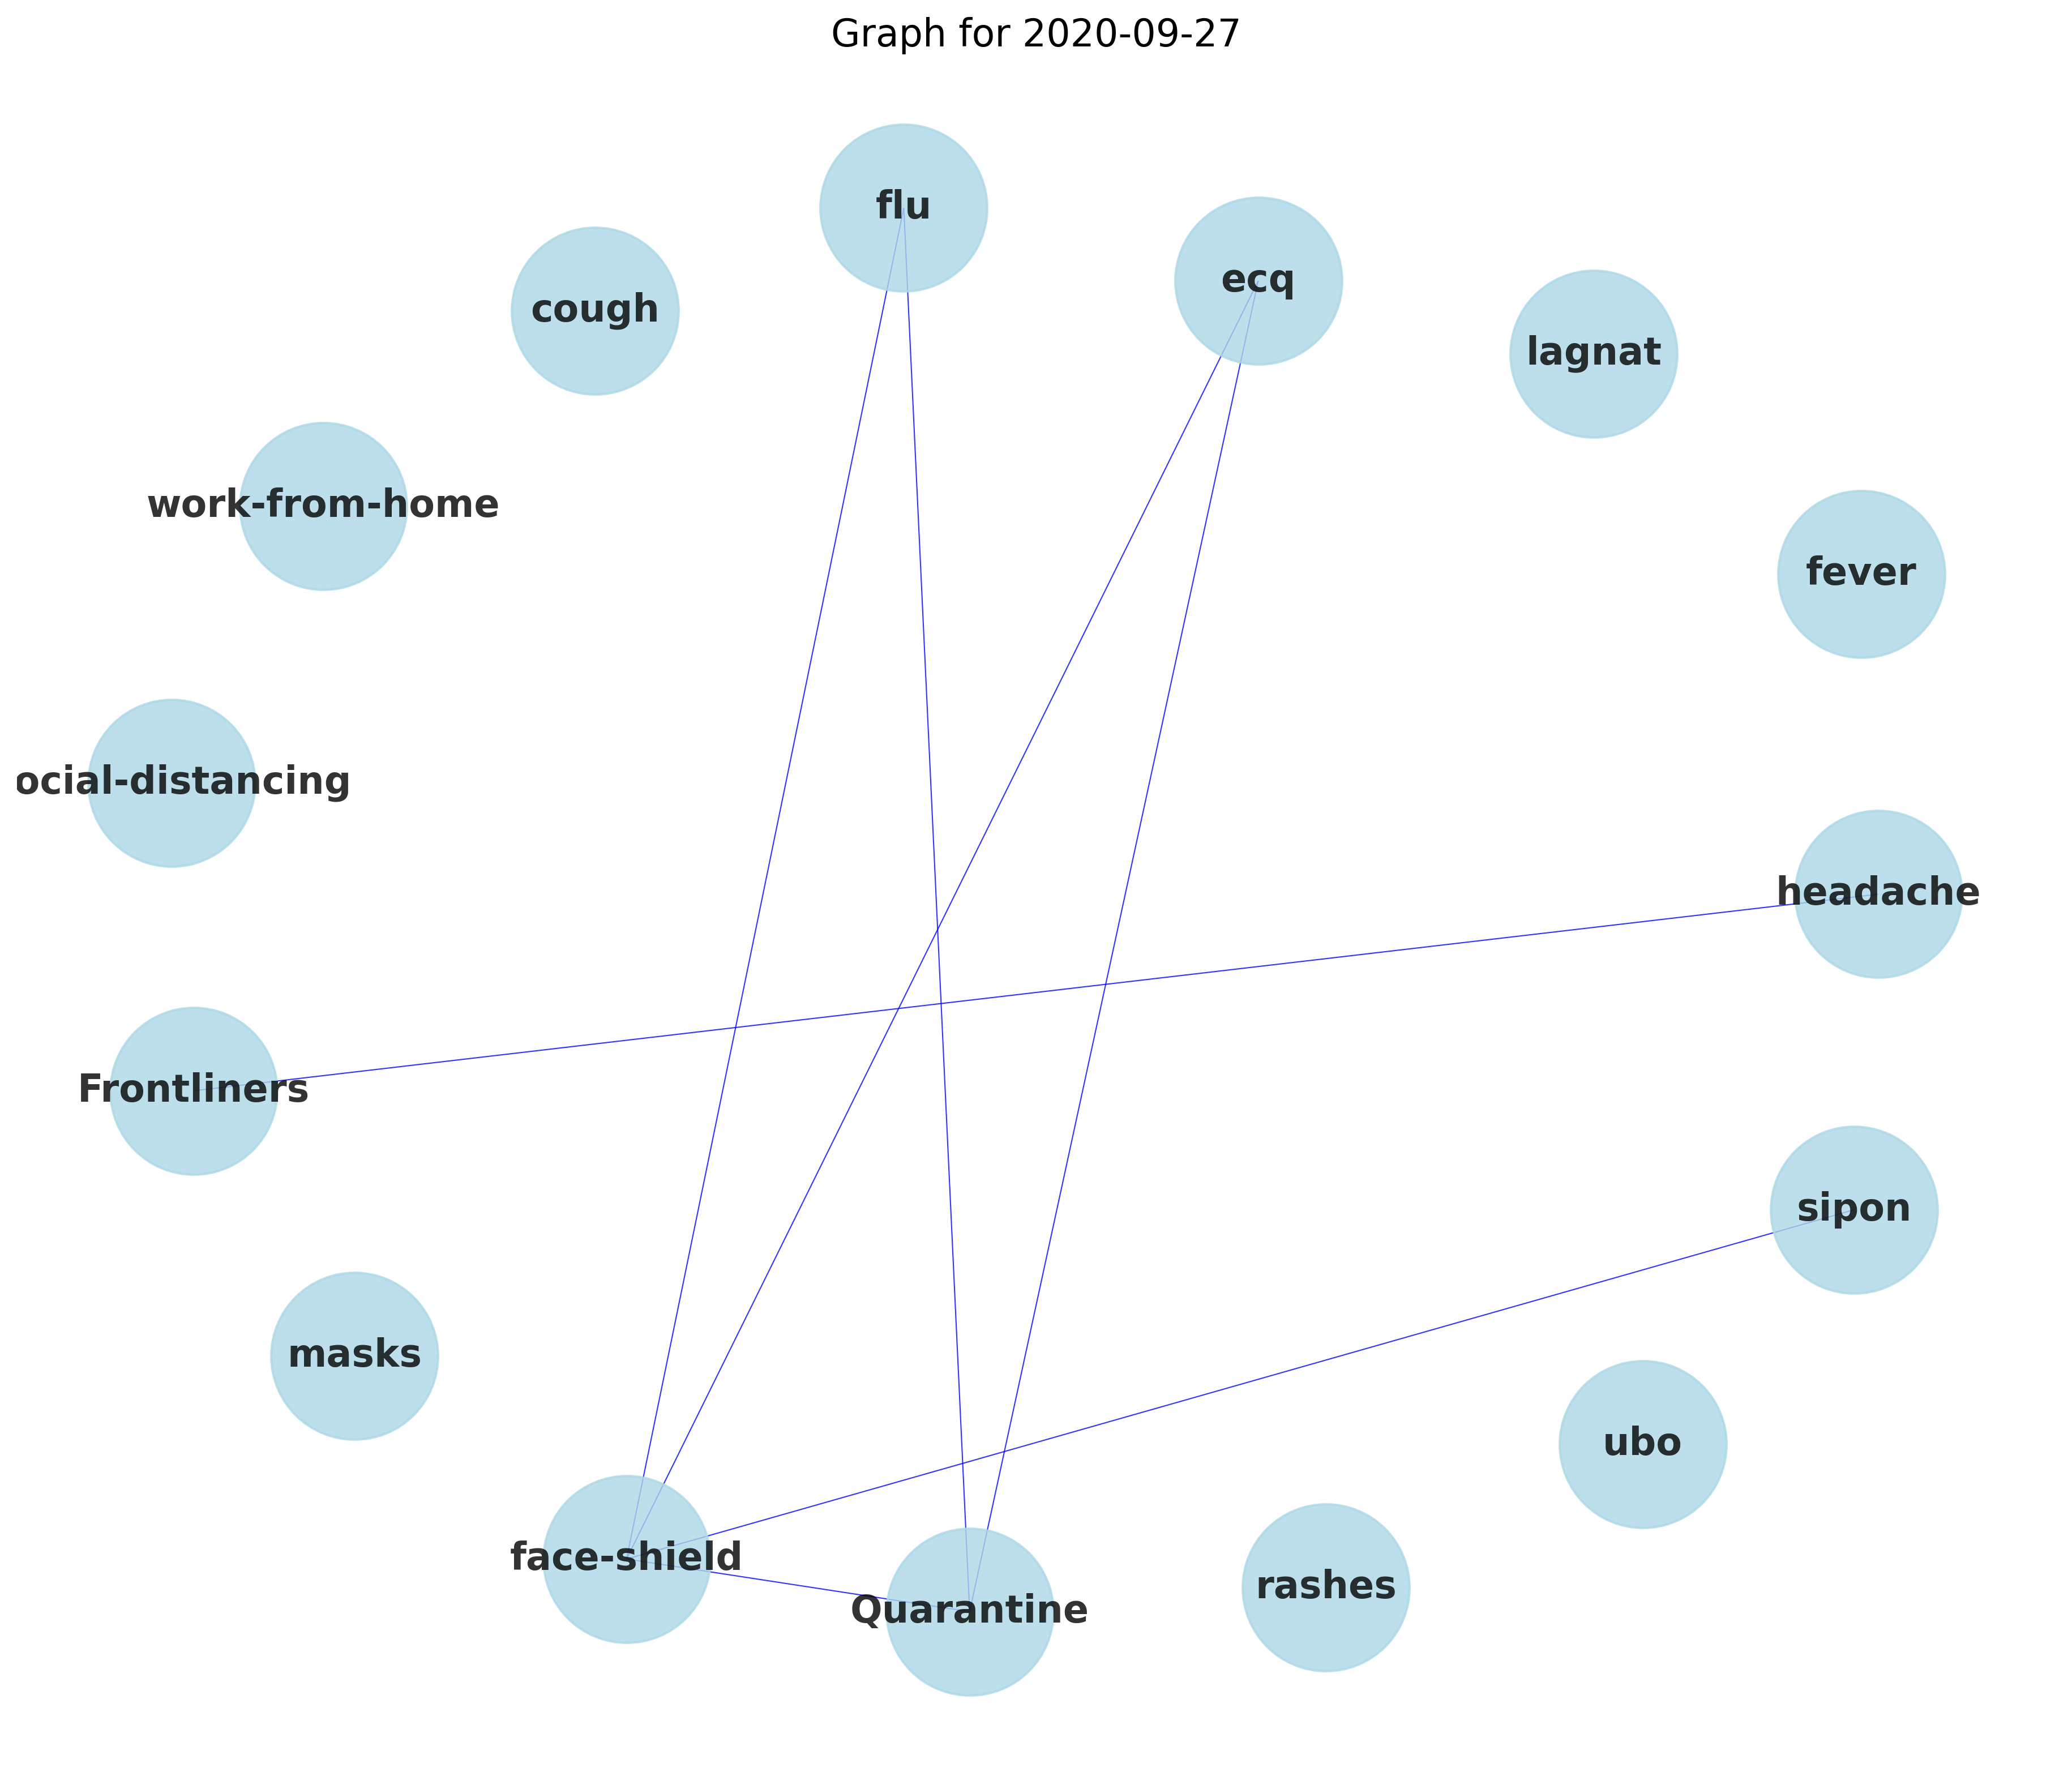 Graph for 2020-09-27
flu
ecq
cough
lagnat
work-from-home
fever
ocial-distancing
headache
Frontliners
sipon
masks
ubo
face-shield
rashes
Quarantine